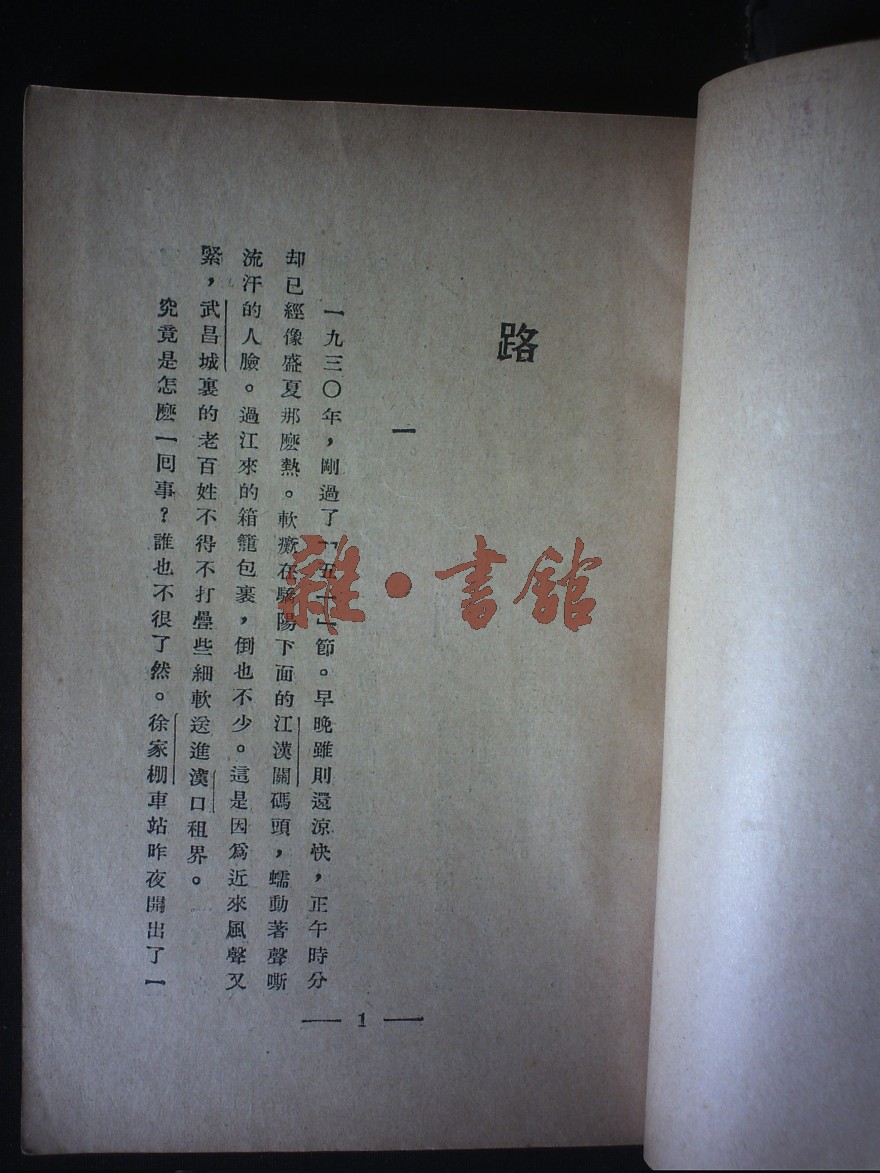 路
一
一九三〇年，剛過了「五一」節。早晚雖則還涼快，正午時分
却已經像盛夏那麽熱。軟癱在驕陽下面的江漢關碼頭，蠕動著聲嘶
流汗的人臉。過江來的箱籠包裹，倒也不少。這是因爲近來風聲又
緊，武昌城裏的老百姓不得不打疊些細軟送進漢口租界。
究竟是怎麽一囘事？誰也不很了然。徐家棚車站昨夜開出了一
— 1 —
雜·書館